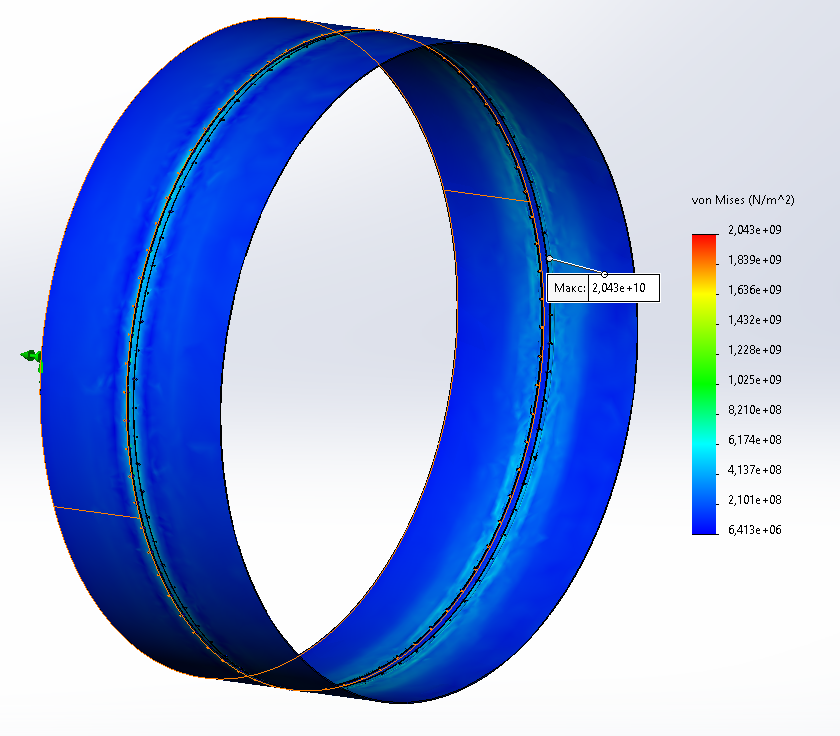 von Mises (N/m^2)
2,043e+09
1,839e+09
1,636e+09
1,432e+09
1,228e+09
1,025e+09
8,210e+08
6,174e+08
4,137e+08
2,101e+08
6,413e+06
Макс: 2,043e+10